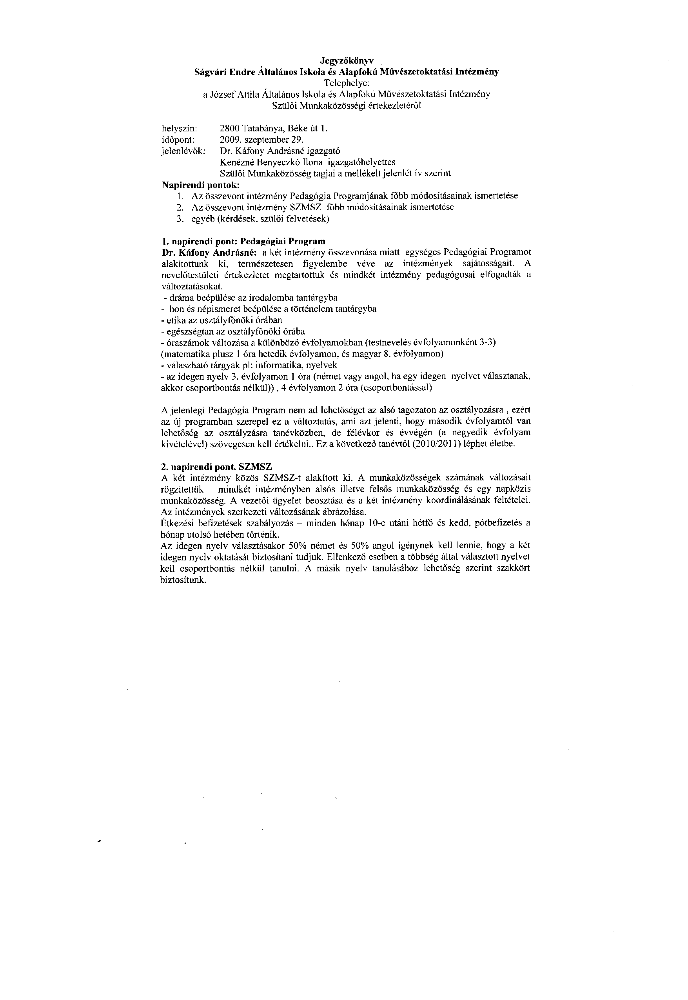 Jegyzőkönyv
Ságvári Endre Általános Iskola és Alapfokú Művészetoktatási Intézmény
Telephelye:
a József Attila Általános Iskola és Alapfokú Művészetoktatási Intézmény
Szülői Munkaközösségi értekezletéről
helyszín: 2800 Tatabánya, Béke út 1.
időpont: 2009. szeptember 29.
jelenlévők: Dr. Káfony Andrásné igazgató
Kenézné Benyeczkó Ilona igazgatóhelyettes
Szülői Munkaközösség tagjai a mellékelt jelenlét ív szerint
Napirendi pontok:
1. Az összevont intézmény Pedagógia Programjának főbb módosításainak ismertetése
2. Az összevont intézmény SZMSZ főbb módosításainak ismertetése
3. egyéb (kérdések, szülői felvetések)
1. napirendi pont: Pedagógiai Program
Dr. Káfony Andrásné: a két intézmény összevonása miatt egységes Pedagógiai Programot
alakítottunk ki, természetesen figyelembe véve az intézmények sajátosságait. A
nevelőtestületi értekezletet megtartottuk és mindkét intézmény pedagógusai elfogadták a
változtatásokat.
- dráma beépülése az irodalomba tantárgyba
- hon és népismeret beépülése a történelem tantárgyba
- etika az osztályfőnöki órában
- egészségtan az osztályfőnöki órába
- óraszámok változása a különböző évfolyamokban (testnevelés évfolyamonként 3-3)
(matematika plusz 1 óra hetedik évfolyamon, és magyar 8. évfolyamon)
- válaszható tárgyak pl: informatika, nyelvek
- az idegen nyelv 3. évfolyamon 1 óra (német vagy angol, ha egy idegen nyelvet választanak,
akkor csoportbontás nélkül)) , 4 évfolyamon 2 óra (csoportbontással)
A jelenlegi Pedagógia Program nem ad lehetőséget az alsó tagozaton az osztályozásra , ezért
az új programban szerepel ez a változtatás, ami azt jelenti, hogy második évfolyamtól van
lehetőség az osztályzásra tanévközben, de félévkor és évvégén (a negyedik évfolyam
kivételével) szövegesen kell értékelni.. Ez a következő tanévtől (2010/2011) léphet életbe.
2. napirendi pont. SZMSZ
A két intézmény közös SZMSZ-t alakított ki. A munkaközösségek számának változásait
rögzítettük – mindkét intézményben alsós illetve felsős munkaközösség és egy napközis
munkaközösség. A vezetői ügyelet beosztása és a két intézmény koordinálásának feltételei.
Az intézmények szerkezeti változásának ábrázolása.
Étkezési befizetések szabályozás – minden hónap 10-e utáni hétfő és kedd, pótbefizetés a
hónap utolsó hetében történik.
Az idegen nyelv választásakor 50% német és 50% angol igénynek kell lennie, hogy a két
idegen nyelv oktatását biztosítani tudjuk. Ellenkező esetben a többség által választott nyelvet
kell csoportbontás nélkül tanulni. A másik nyelv tanulásához lehetőség szerint szakkört
biztosítunk.